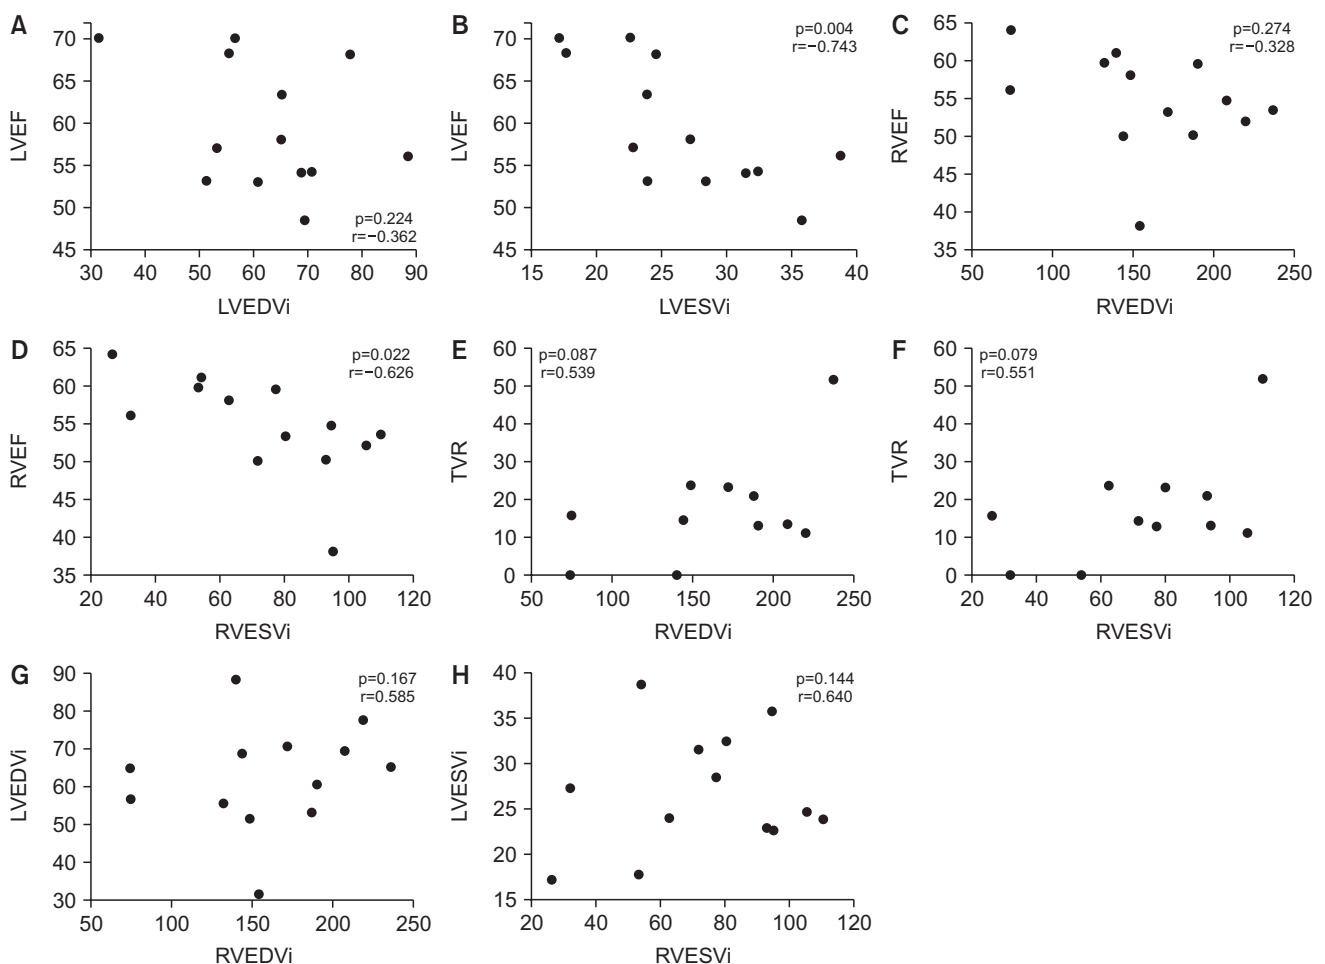 A
70
65
60
55
50
45
LVEF
p=0.224
r=−0.362
30 40 50 60 70 80 90
LVEDVi
B
70
65
60
55
50
45
LVEF
p=0.004
r=−0.743
15 20 25 30 35 40
LVESVi
C
65
60
55
50
45
40
35
RVEF
p=0.274
r=−0.328
50 100 150 200 250
RVEDVi
D
65
60
55
50
45
40
35
RVEF
p=0.022
r=−0.626
20 40 60 80 100 120
RVESVi
E
60
50
40
30
20
10
0
TVR
p=0.087
r=0.539
50 100 150 200 250
RVEDVi
F
60
50
40
30
20
10
0
TVR
p=0.079
r=0.551
20 40 60 80 100 120
RVESVi
G
90
80
70
60
50
40
30
LVEDVi
p=0.167
r=0.585
50 100 150 200 250
RVEDVi
H
40
35
30
25
20
15
LVESVi
p=0.144
r=0.640
20 40 60 80 100 120
RVESVi